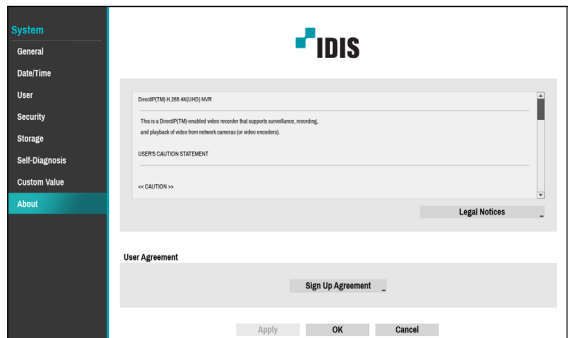 System
General
Date/Time
User
Security
Storage
Self-Diagnosis
Custom Value
About
IDIS
DirectIP(TM) H.265 4K(UHD) NVR
This is a DirectIP(TM)-enabled video recorder that supports surveillance, recording,
and playback of video from network cameras (or video encoders).
USER'S CAUTION STATEMENT
<< CAUTION >>
Legal Notices
User Agreement
Sign Up Agreement
Apply
OK
Cancel